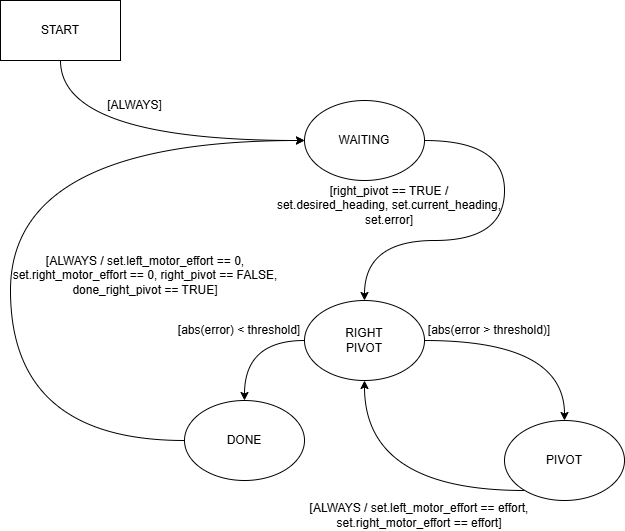 START
[ALWAYS]
WAITING
[right_pivot == TRUE /
set.desired_heading, set.current_heading,
set.error]
[ALWAYS / set.left_motor_effort == 0,
set.right_motor_effort == 0, right_pivot == FALSE,
done_right_pivot == TRUE]
[abs(error) < threshold]
RIGHT
PIVOT
[abs(error > threshold)]
DONE
PIVOT
[ALWAYS / set.left_motor_effort == effort,
set.right_motor_effort == effort]